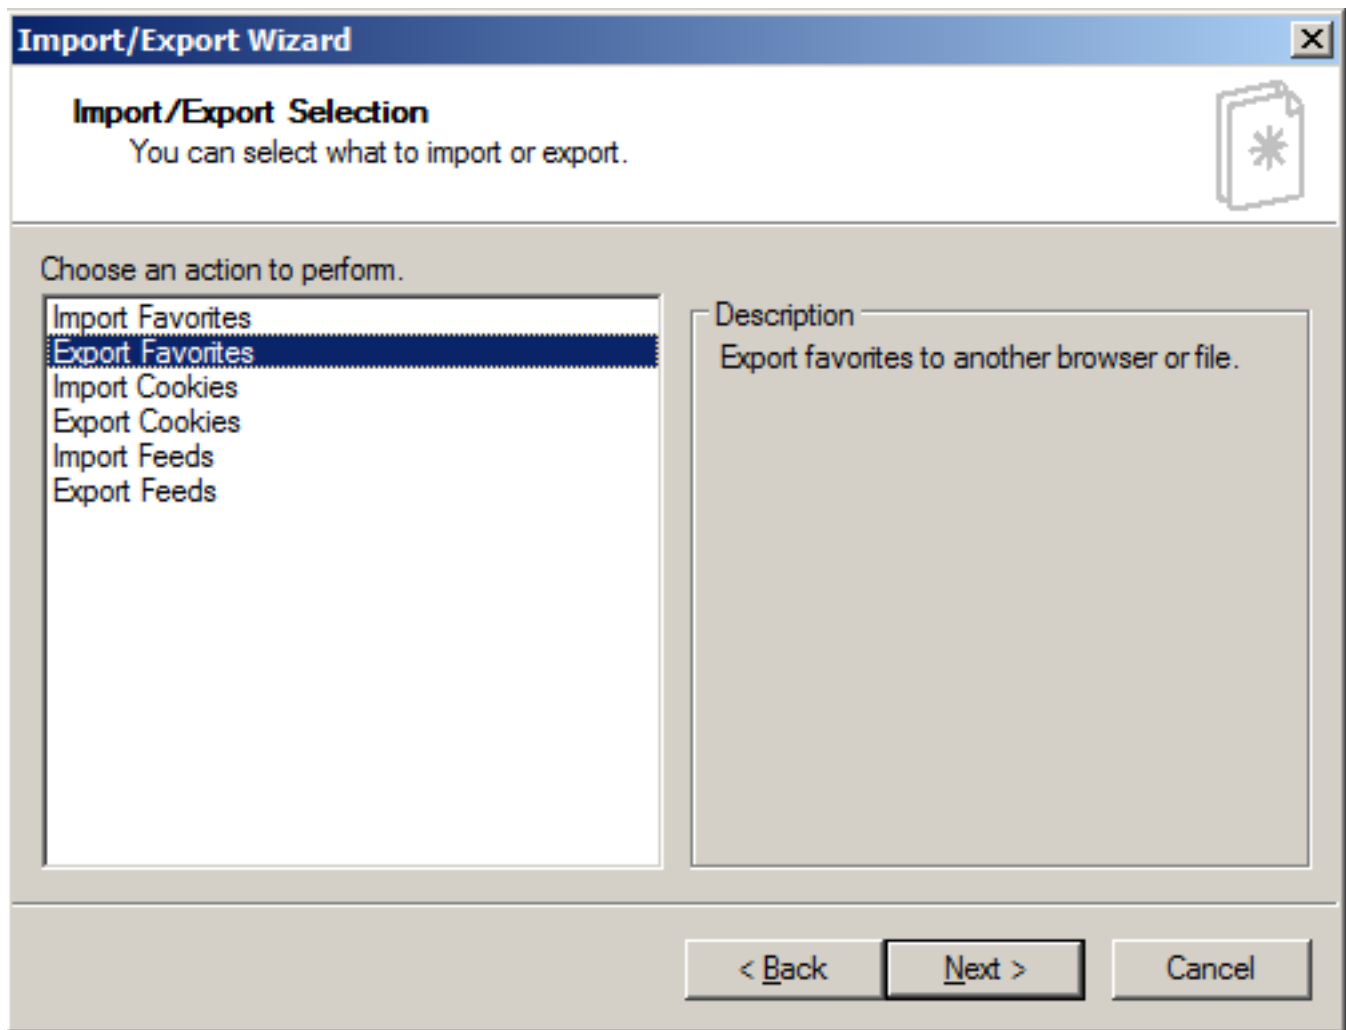 Import/Export Wizard
Import/Export Selection
You can select what to import or export.
Choose an action to perform.
Import Favorites
Export Favorites
Import Cookies
Export Cookies
Import Feeds
Export Feeds
Description
Export favorites to another browser or file.
< Back
Next >
Cancel